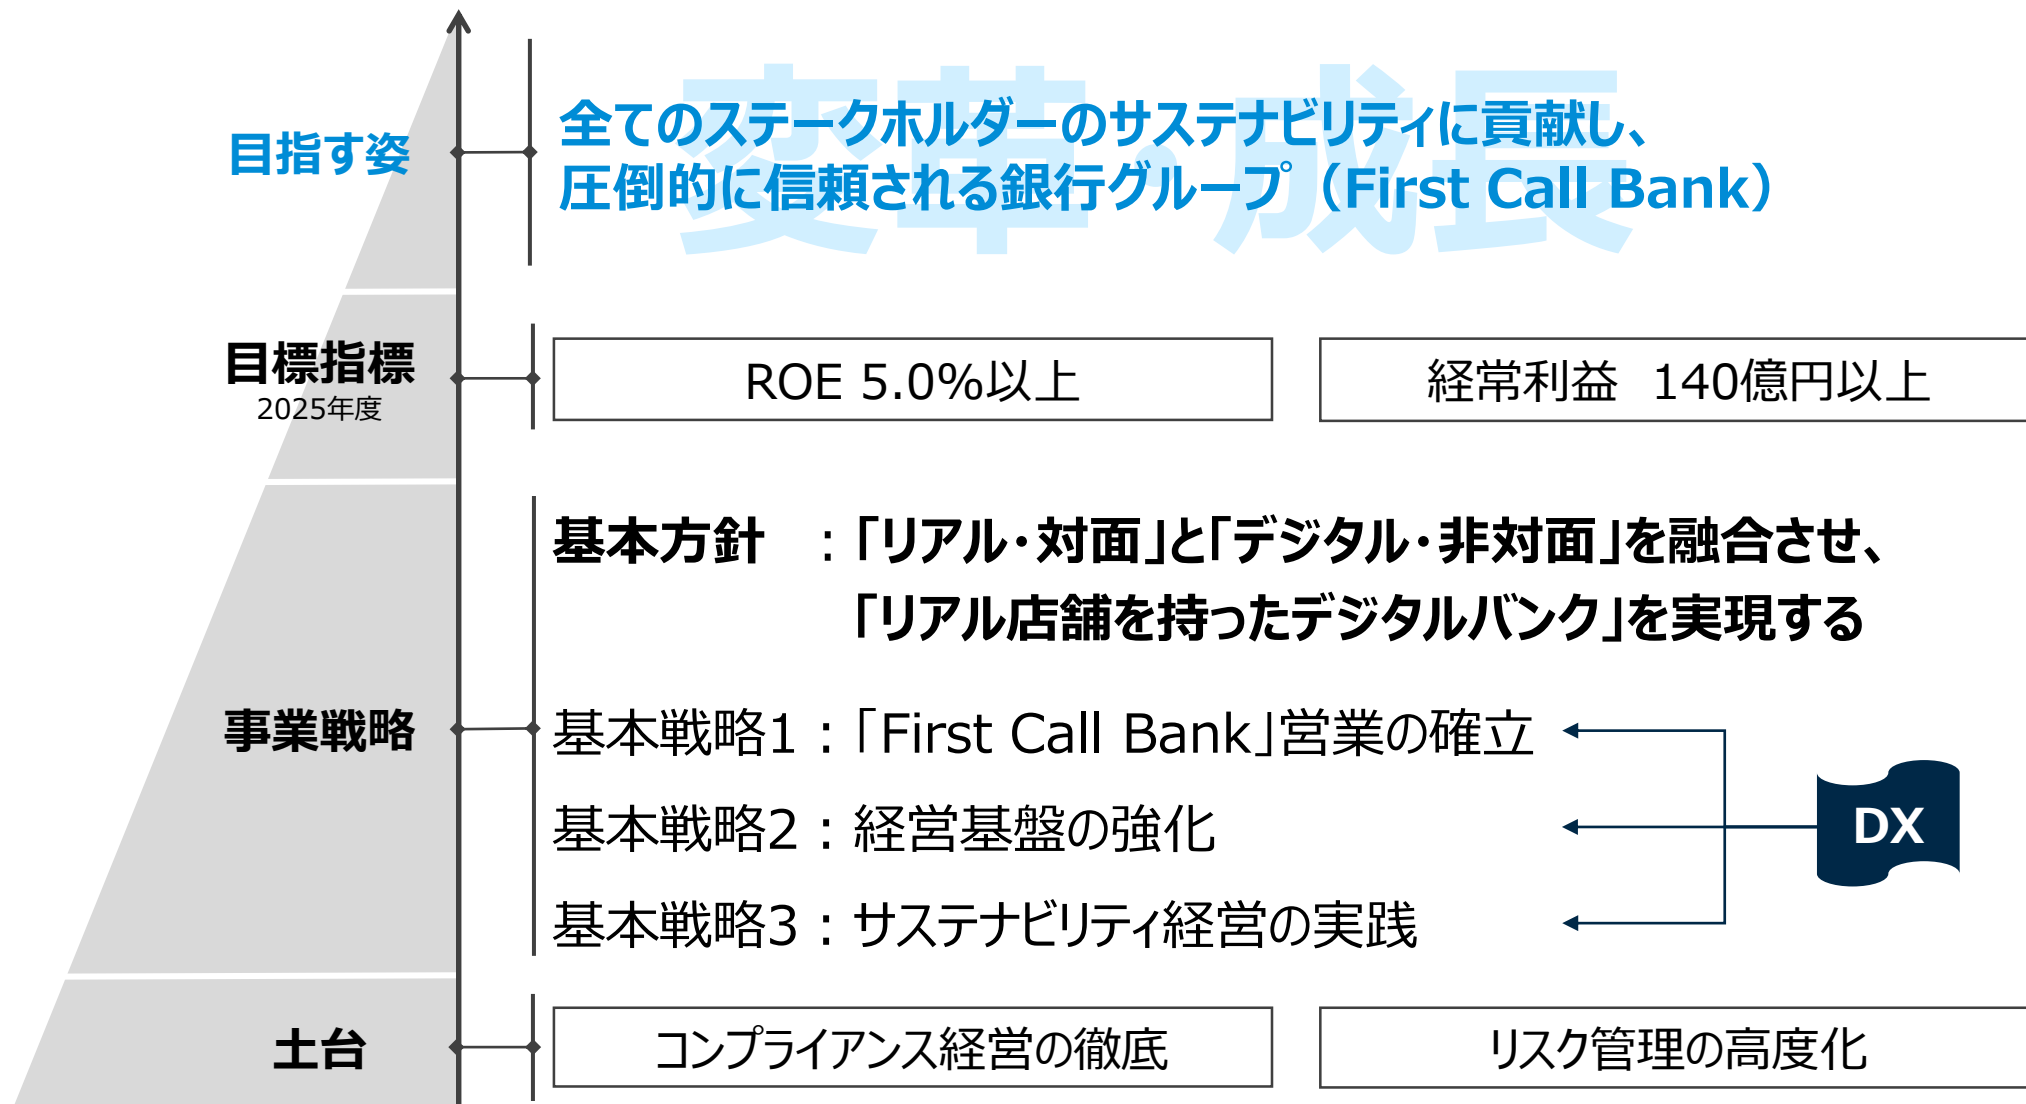 変革・成長
目指す姿
全てのステークホルダーのサステナビリティに貢献し、
圧倒的に信頼される銀行グループ（First Call Bank）
目標指標
2025年度
ROE 5.0%以上
経常利益　140億円以上
事業戦略
基本方針　：「リアル・対面」と「デジタル・非対面」を融合させ、
「リアル店舗を持ったデジタルバンク」を実現する
基本戦略1：「First Call Bank」営業の確立
基本戦略2：経営基盤の強化
基本戦略3：サステナビリティ経営の実践
DX
土台
コンプライアンス経営の徹底
リスク管理の高度化